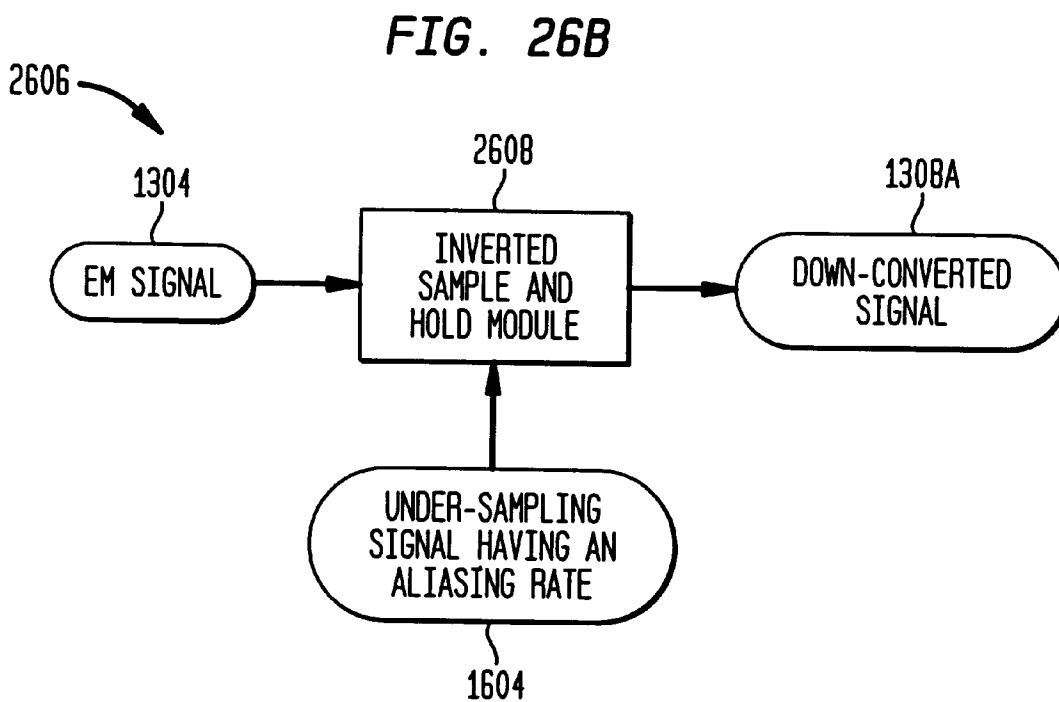 FIG. 26B
2606
1304
2608
1308A
EM SIGNAL
INVERTED
SAMPLE AND
HOLD MODULE
DOWN-CONVERTED
SIGNAL
UNDER-SAMPLING
SIGNAL HAVING AN
ALIASING RATE
1604